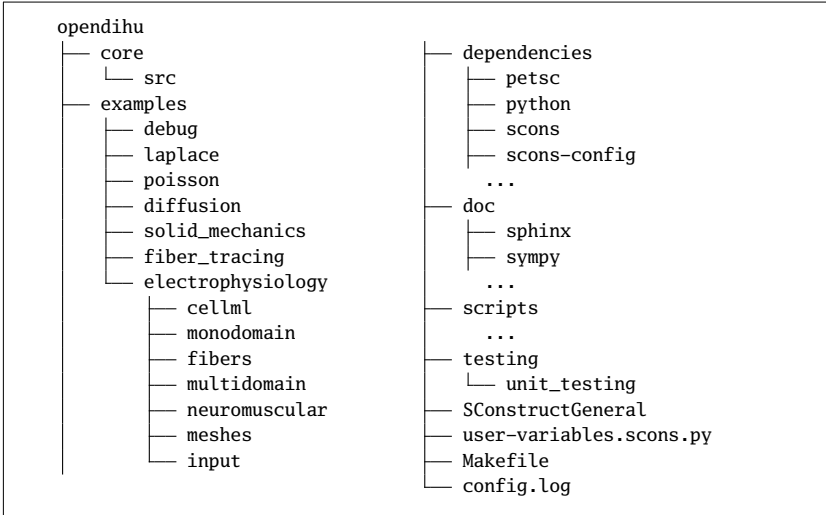 opendihu
core
src
examples
debug
laplace
poisson
diffusion
solid_mechanics
fiber_tracing
electrophysiology
cellml
monodomain
fibers
multidomain
neuromuscular
meshes
input
dependencies
petsc
python
scons
scons-config
...
doc
sphinx
sympy
...
scripts
...
testing
unit_testing
SConstructGeneral
user-variables.scons.py
Makefile
config.log